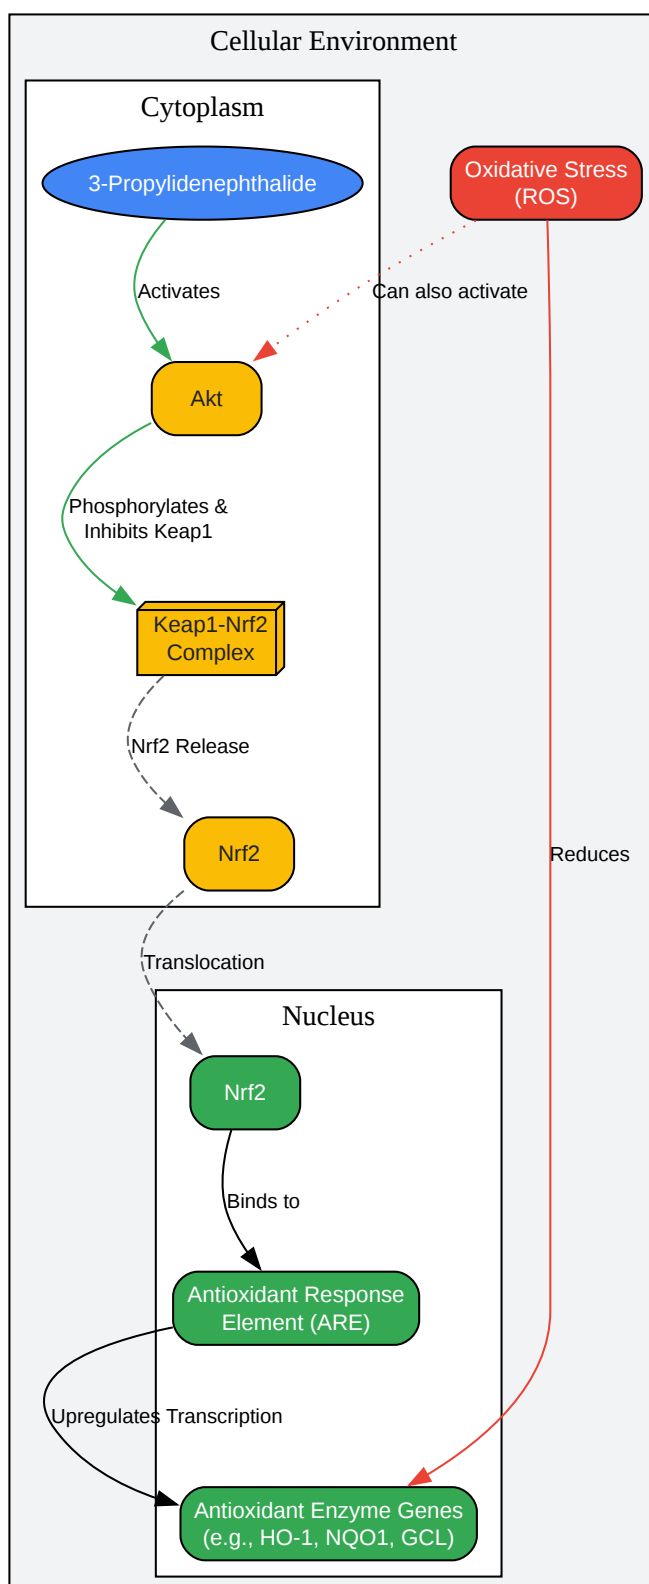 Cellular Environment
Cytoplasm
3-Propylidenephthalide
Oxidative Stress
(ROS)
Activates
Can also activate
Akt
Phosphorylates &
Inhibits Keap1
Keap1-Nrf2
Complex
Nrf2 Release
Nrf2
Reduces
Translocation
Nucleus
Nrf2
Binds to
Antioxidant Response
Element (ARE)
Upregulates Transcription
Antioxidant Enzyme Genes
(e.g., HO-1, NQO1, GCL)